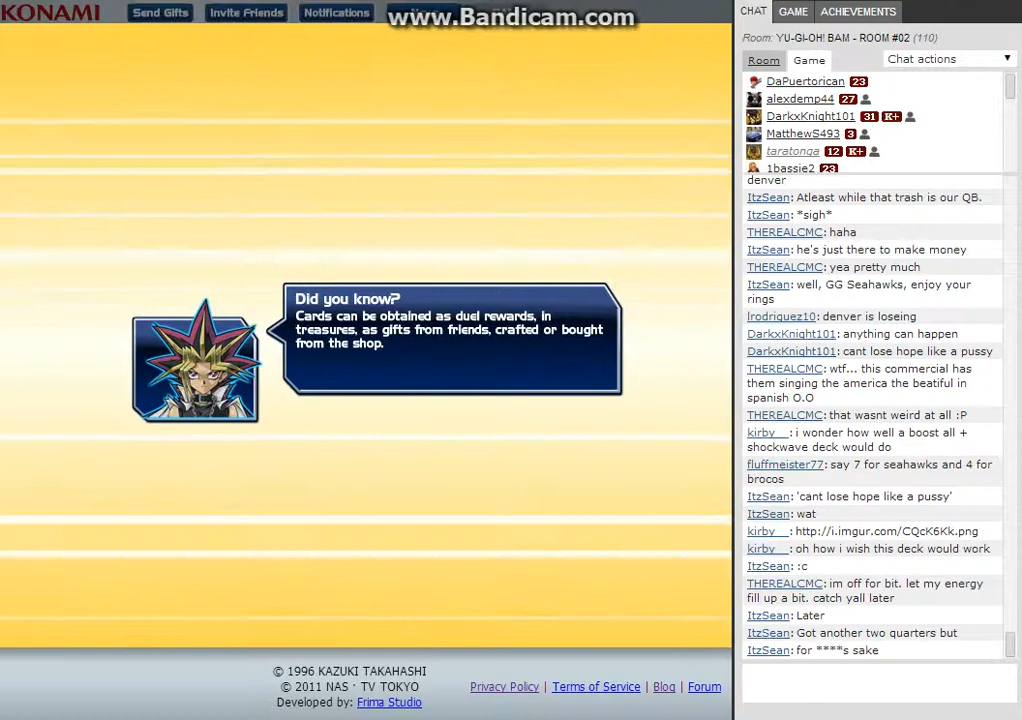 KONAMI
Send Gifts
Invite Friends
Notifications
www.Bandicam.com
CHAT
GAME
ACHIEVEMENTS
Room: YU-GI-OH! BAM - ROOM #02 (110)
Room
Game
Chat actions
DaPuertorican 23
alexdemp44 27
DarkxKnight101 31 K+
MatthewS493 3
taratonga 12 K+
1bassie2 23
denver
ItzSean: Atleast while that trash is our QB.
ItzSean: *sigh*
THEREALCMC: haha
ItzSean: he's just there to make money
THEREALCMC: yea pretty much
ItzSean: well, GG Seahawks, enjoy your
rings
lrodriquez10: denver is loseing
DarkxKnight101: anything can happen
DarkxKnight101: cant lose hope like a pussy
THEREALCMC: wtf... this commercial has
them singing the america the beatiful in
spanish O.O
THEREALCMC: that wasnt weird at all :P
kirby__: i wonder how well a boost all +
shockwave deck would do
fluffmeister77: say 7 for seahawks and 4 for
brocos
ItzSean: 'cant lose hope like a pussy'
ItzSean: wat
kirby__: http://i.imgur.com/CQcK6Kk.png
kirby__: oh how i wish this deck would work
ItzSean: :c
THEREALCMC: im off for bit. let my energy
fill up a bit. catch yall later
ItzSean: Later
ItzSean: Got another two quarters but
ItzSean: for ****s sake
Did you know?
Cards can be obtained as duel rewards, in
treasures, as gifts from friends, crafted or bought
from the shop.
© 1996 KAZUKI TAKAHASHI
© 2011 NAS · TV TOKYO
Developed by: Frima Studio
Privacy Policy | Terms of Service | Blog | Forum